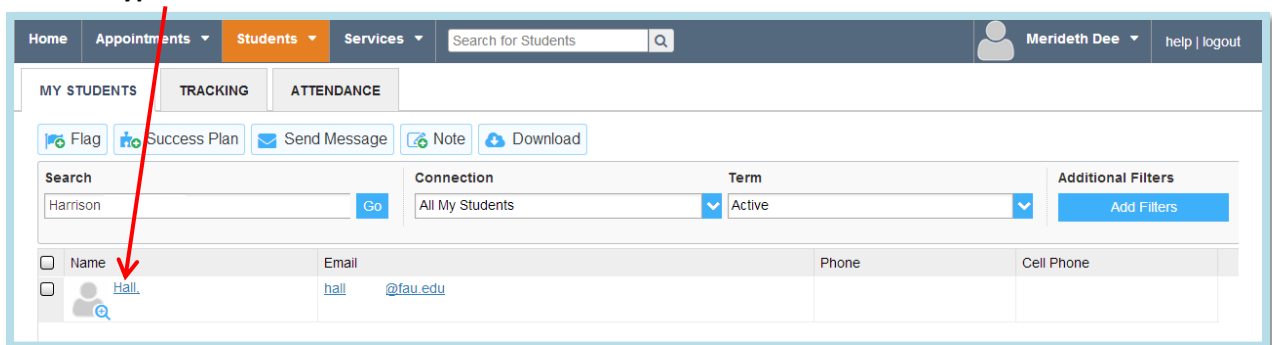 Home Appointments Students Services Search for Students Merideth Dee help | logout
MY STUDENTS TRACKING ATTENDANCE
Flag Success Plan Send Message Note Download
Search Connection Term Additional Filters
Harrison Go All My Students Active Add Filters
Name Email Phone Cell Phone
Hall, hall @fau.edu